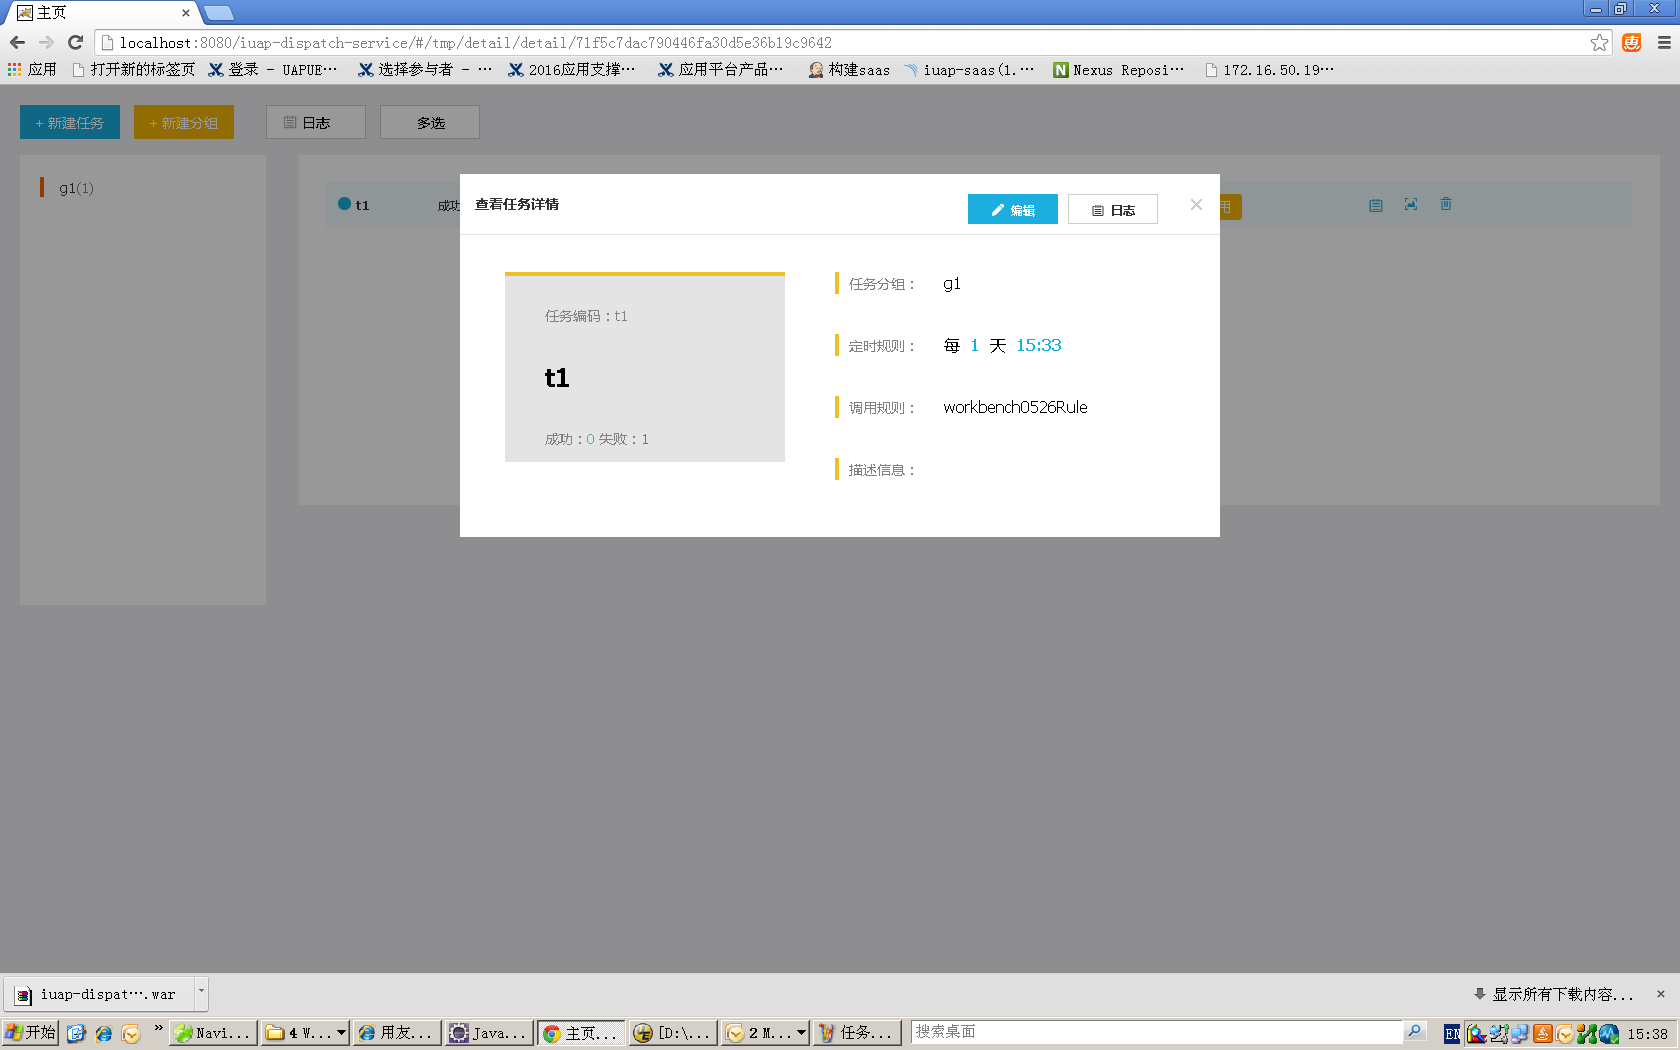 主页
localhost:8080/iuap-dispatch-service/#/tmp/detail/detail/71f5c7dac790446fa30d5e36b19c9642
应用 打开新的标签页 登录 - UAPUE… 选择参与者 - … 2016应用支撑… 应用平台产品… 构建saas iuap-saas(1.… Nexus Reposi… 172.16.50.19…
+ 新建任务 + 新建分组 日志 多选
g1(1)
t1 成功 用
查看任务详情 编辑 日志
任务编码：t1
t1
成功：0 失败：1
任务分组： g1
定时规则： 每 1 天 15:33
调用规则： workbench0526Rule
描述信息：
iuap-dispat….war 显示所有下载内容...
开始 Navi... 4 W... 用友... Java... 主页... [D:\... 2 M... 任务... 搜索桌面 EN 15:38